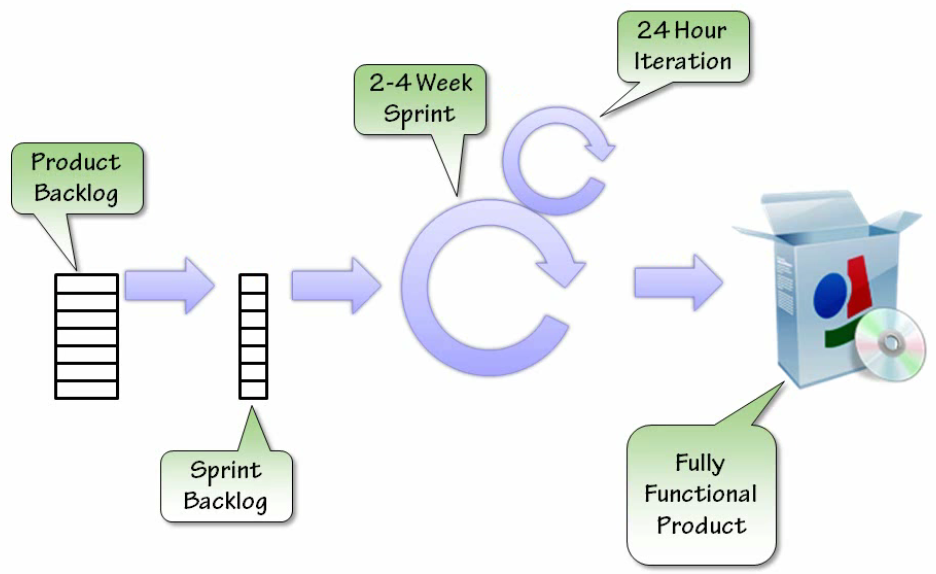 24 Hour
Iteration
2-4 Week
Sprint
Product
Backlog
Sprint
Backlog
Fully
Functional
Product